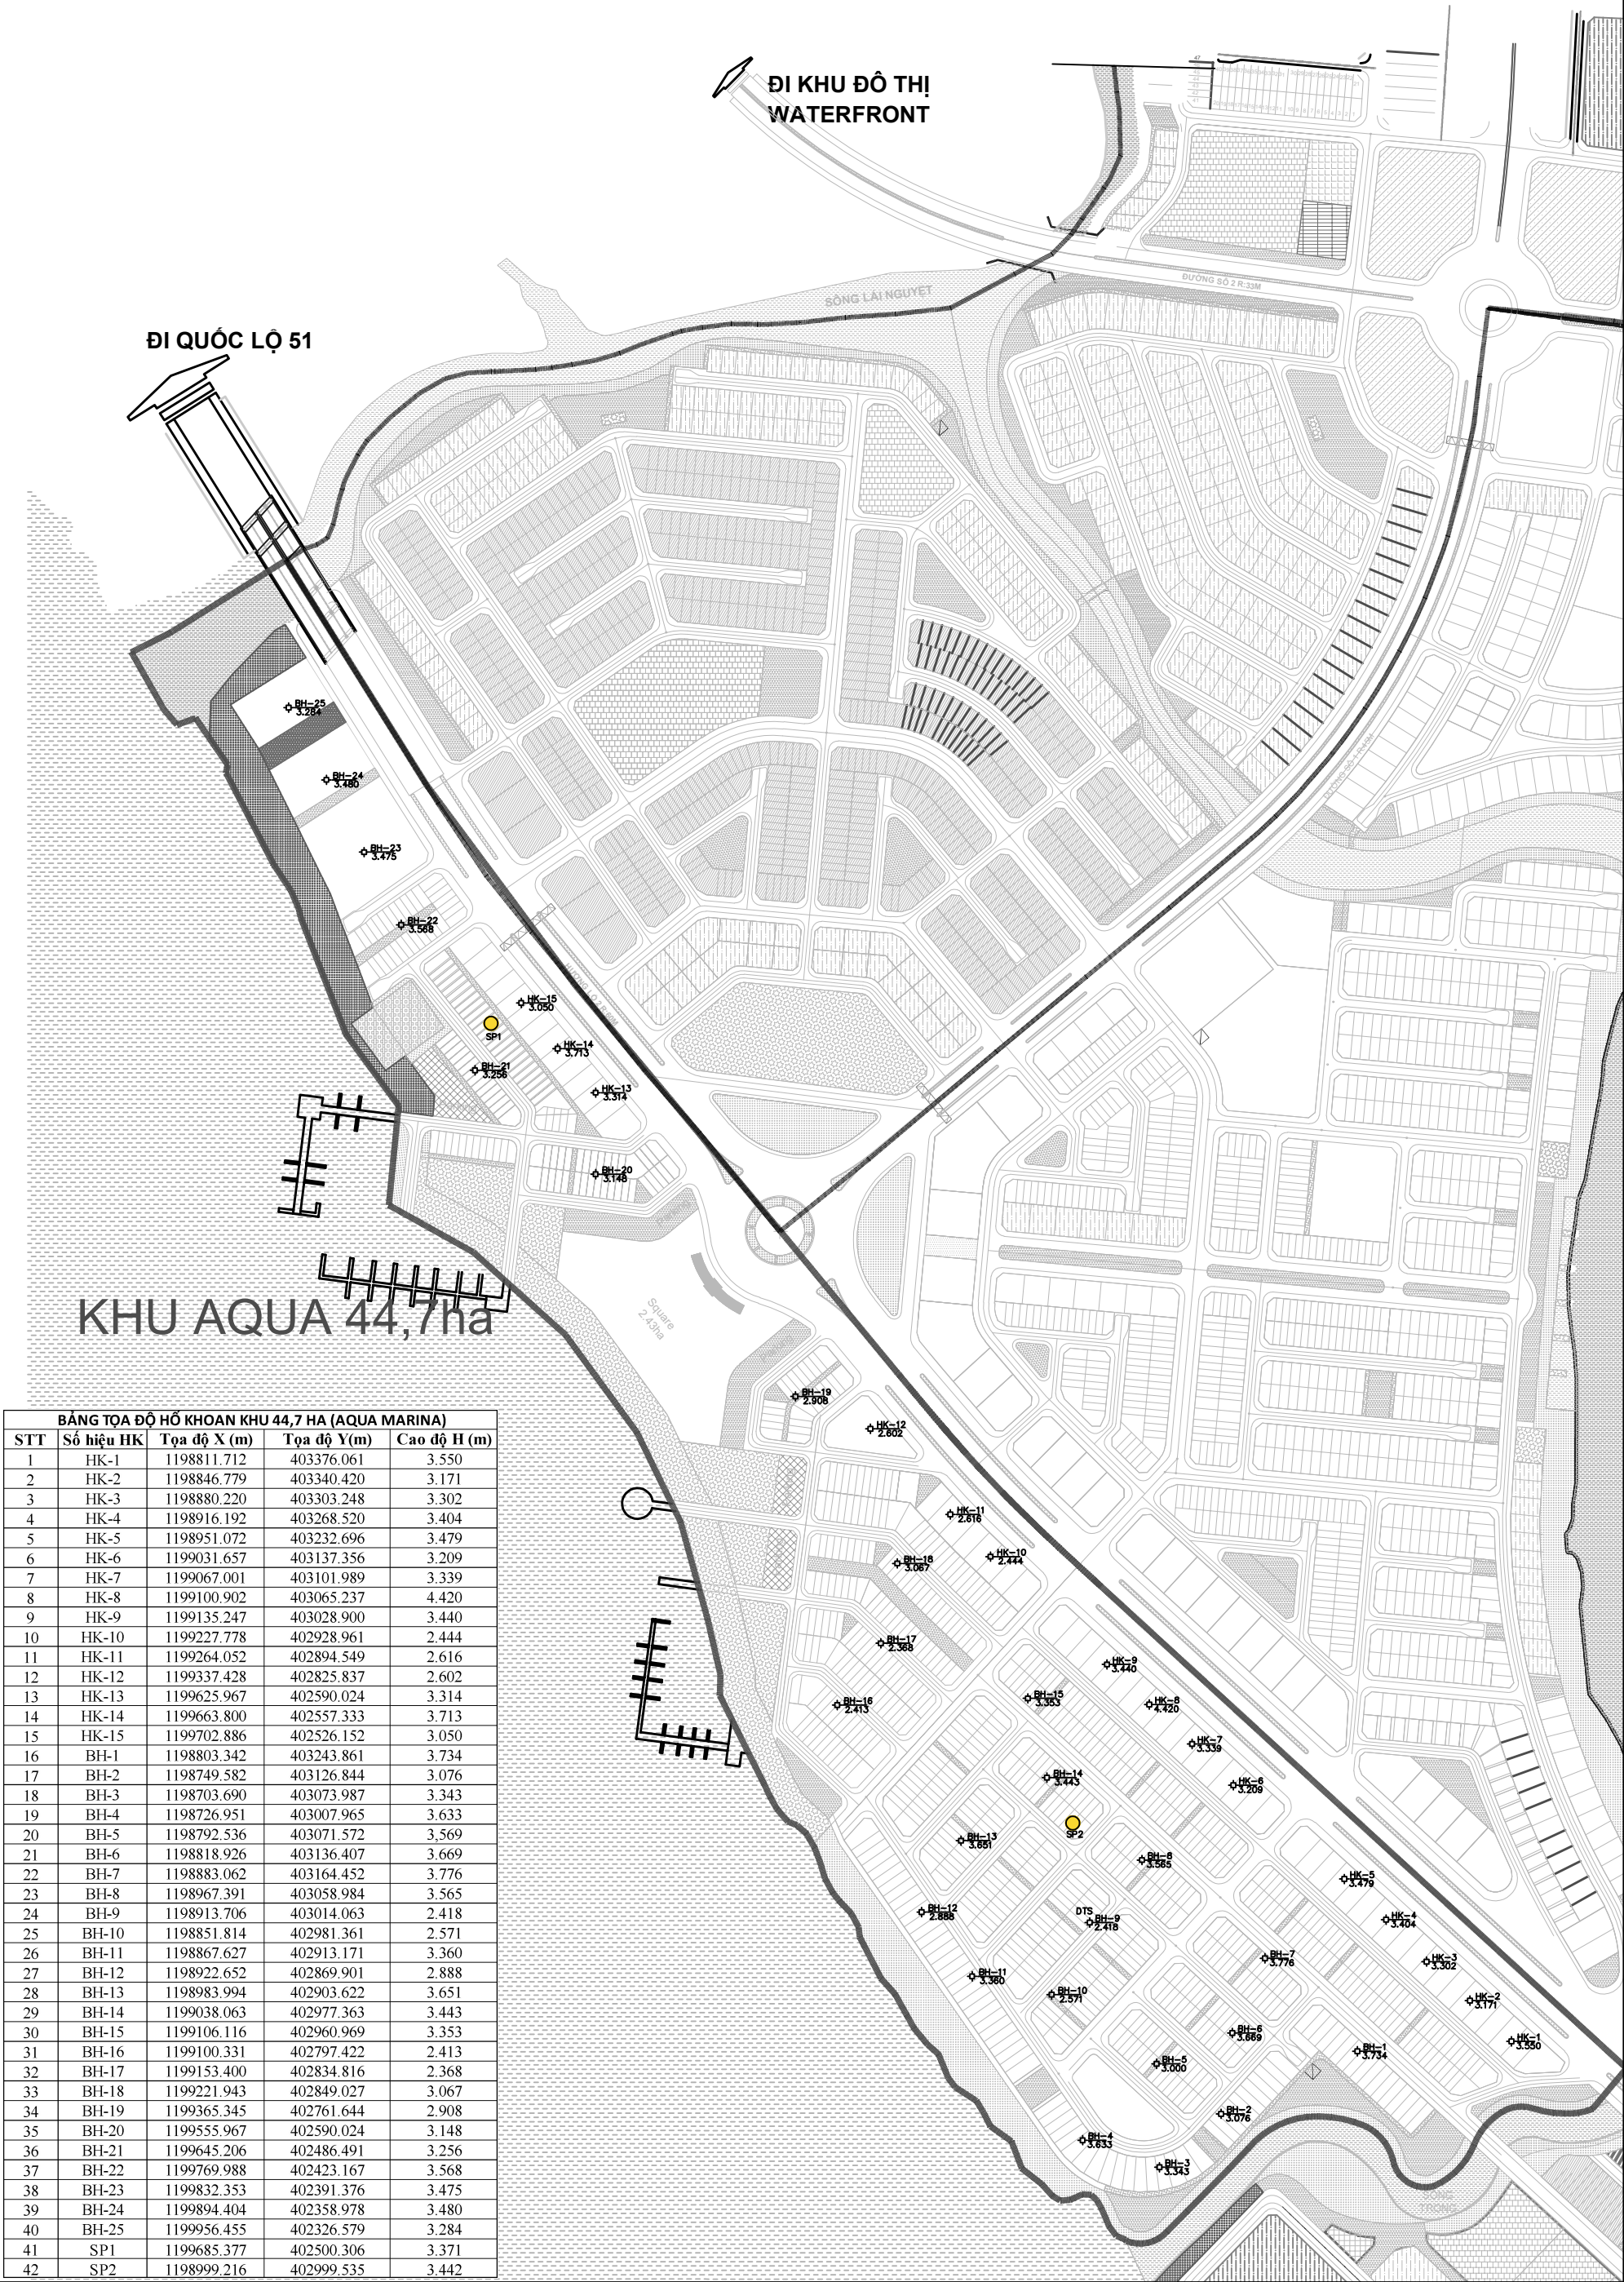 ĐI KHU ĐÔ THỊ
WATERFRONT
ĐƯỜNG SỐ 2 R:33M
SÔNG LÁI NGUYỆT
ĐI QUỐC LỘ 51
BH-25
3.284
BH-24
3.480
BH-23
3.475
BH-22
3.568
HK-15
3.050
SP1
HK-14
3.713
BH-21
3.256
HK-13
3.314
BH-20
3.148
Parking
Square
2.43ha
KHU AQUA 44,7ha
Parking
BH-19
2.908
HK-12
2.602
HK-11
2.616
HK-10
2.444
BH-18
3.067
BH-17
2.368
HK-9
3.440
BH-15
3.353
HK-8
4.420
BH-16
2.413
HK-7
3.339
BH-14
3.443
HK-6
3.209
SP2
BH-13
3.651
BH-8
3.565
HK-5
3.479
BH-12
2.888
DTS
BH-9
2.418
HK-4
3.404
BH-7
3.776
HK-3
3.302
BH-11
3.360
BH-10
2.571
HK-2
3.171
BH-6
3.669
HK-1
3.550
BH-1
3.734
BH-5
3.000
BH-2
3.076
BH-4
3.633
BH-3
3.343
TRONG
BẢNG TỌA ĐỘ HỐ KHOAN KHU 44,7 HA (AQUA MARINA)
STT Số hiệu HK Tọa độ X (m) Tọa độ Y(m) Cao độ H (m)
1 HK-1 1198811.712 403376.061 3.550
2 HK-2 1198846.779 403340.420 3.171
3 HK-3 1198880.220 403303.248 3.302
4 HK-4 1198916.192 403268.520 3.404
5 HK-5 1198951.072 403232.696 3.479
6 HK-6 1199031.657 403137.356 3.209
7 HK-7 1199067.001 403101.989 3.339
8 HK-8 1199100.902 403065.237 4.420
9 HK-9 1199135.247 403028.900 3.440
10 HK-10 1199227.778 402928.961 2.444
11 HK-11 1199264.052 402894.549 2.616
12 HK-12 1199337.428 402825.837 2.602
13 HK-13 1199625.967 402590.024 3.314
14 HK-14 1199663.800 402557.333 3.713
15 HK-15 1199702.886 402526.152 3.050
16 BH-1 1198803.342 403243.861 3.734
17 BH-2 1198749.582 403126.844 3.076
18 BH-3 1198703.690 403073.987 3.343
19 BH-4 1198726.951 403007.965 3.633
20 BH-5 1198792.536 403071.572 3,569
21 BH-6 1198818.926 403136.407 3.669
22 BH-7 1198883.062 403164.452 3.776
23 BH-8 1198967.391 403058.984 3.565
24 BH-9 1198913.706 403014.063 2.418
25 BH-10 1198851.814 402981.361 2.571
26 BH-11 1198867.627 402913.171 3.360
27 BH-12 1198922.652 402869.901 2.888
28 BH-13 1198983.994 402903.622 3.651
29 BH-14 1199038.063 402977.363 3.443
30 BH-15 1199106.116 402960.969 3.353
31 BH-16 1199100.331 402797.422 2.413
32 BH-17 1199153.400 402834.816 2.368
33 BH-18 1199221.943 402849.027 3.067
34 BH-19 1199365.345 402761.644 2.908
35 BH-20 1199555.967 402590.024 3.148
36 BH-21 1199645.206 402486.491 3.256
37 BH-22 1199769.988 402423.167 3.568
38 BH-23 1199832.353 402391.376 3.475
39 BH-24 1199894.404 402358.978 3.480
40 BH-25 1199956.455 402326.579 3.284
41 SP1 1199685.377 402500.306 3.371
42 SP2 1198999.216 402999.535 3.442